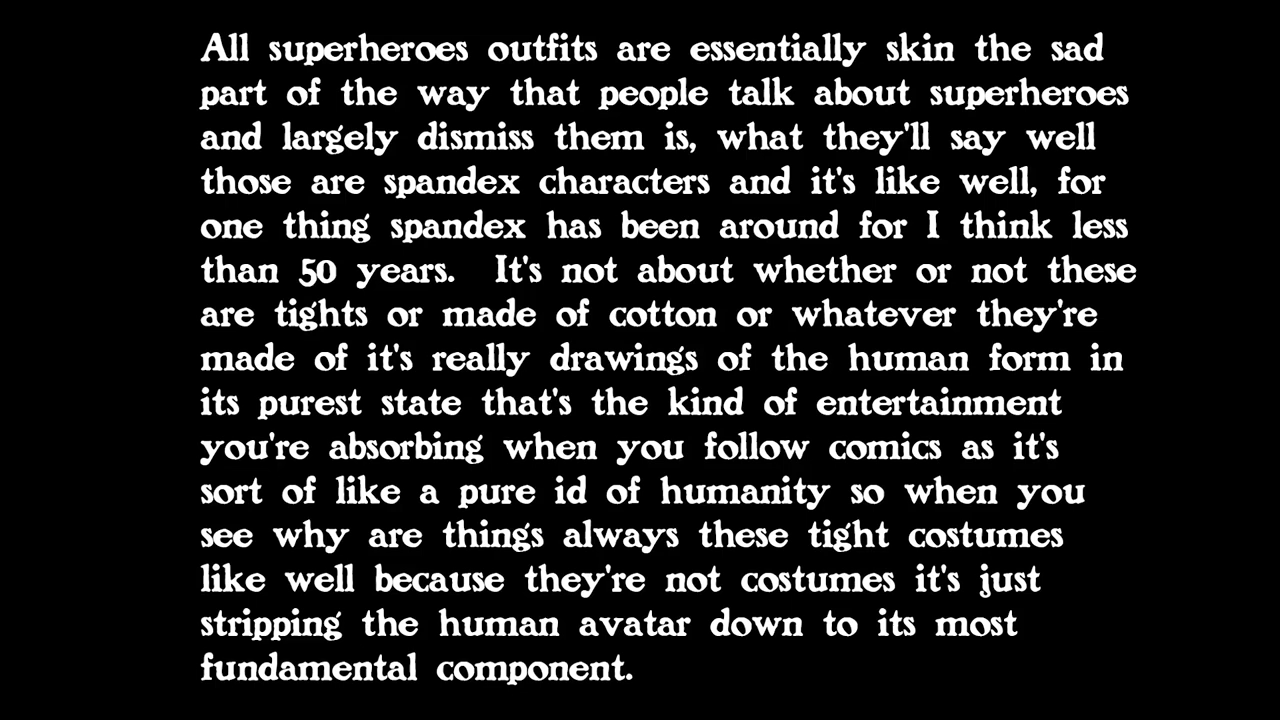 All superheroes outfits are essentially skin the sad
part of the way that people talk about superheroes
and largely dismiss them is, what they'll say well
those are spandex characters and it's like well, for
one thing spandex has been around for I think less
than 50 years.  It's not about whether or not these
are tights or made of cotton or whatever they're
made of it's really drawings of the human form in
its purest state that's the kind of entertainment
you're absorbing when you follow comics as it's
sort of like a pure id of humanity so when you
see why are things always these tight costumes
like well because they're not costumes it's just
stripping the human avatar down to its most
fundamental component.